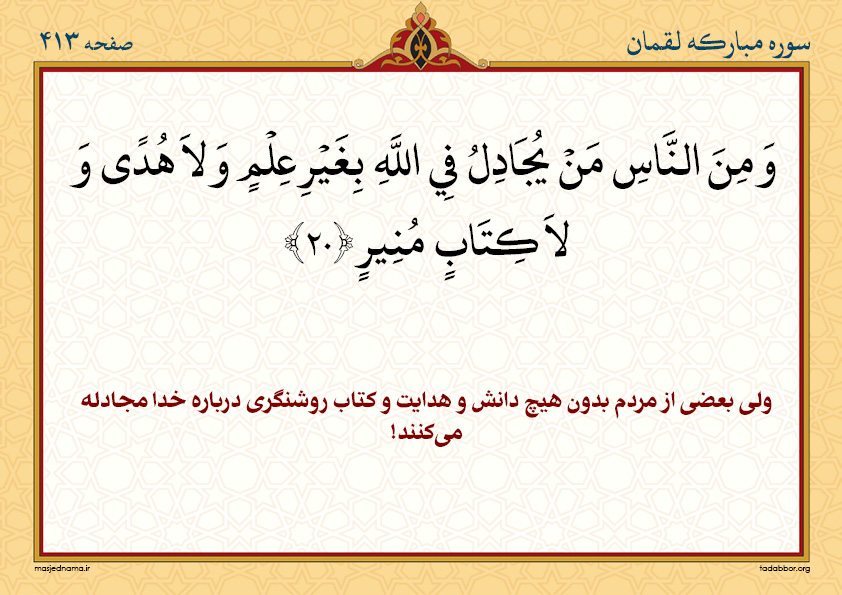 سوره مبارکه لقمان
صفحه ۴۱۳
وَ مِنَ النَّاسِ مَنْ يُجَادِلُ فِي اللَّهِ بِغَيْرِ عِلْمٍ وَ لاَ هُدًى وَ
لاَ كِتَابٍ مُنِيرٍ ﴿۲۰﴾
ولی بعضی از مردم بدون هیچ دانش و هدایت و کتاب روشنگری درباره خدا مجادله
می‌کنند!
masjednama.ir
tadabbor.org